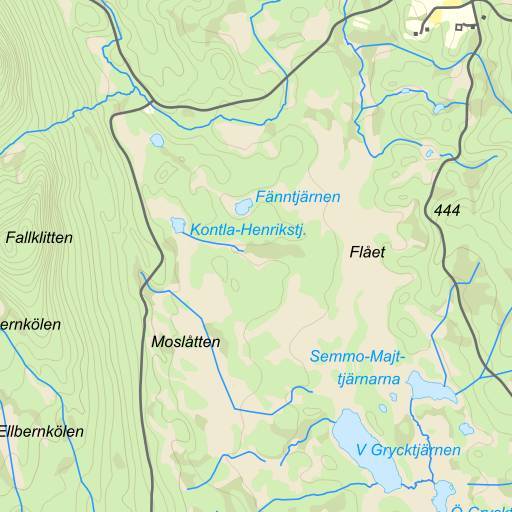 Fänntjärnen
444
Kontla-Henrikstj.
Fallklitten
Flået
ernkölen
Moslåtten
Semmo-Majt-
tjärnarna
Ellbernkölen
V Grycktjärnen